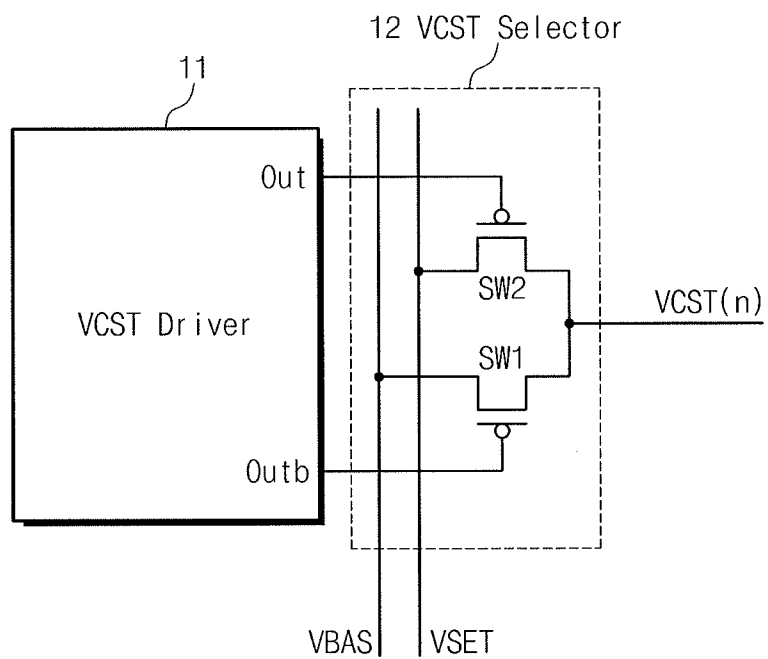 12 VCST Selector
11
Out
SW2
VCST(n)
VCST Driver
SW1
Outb
VBAS
VSET